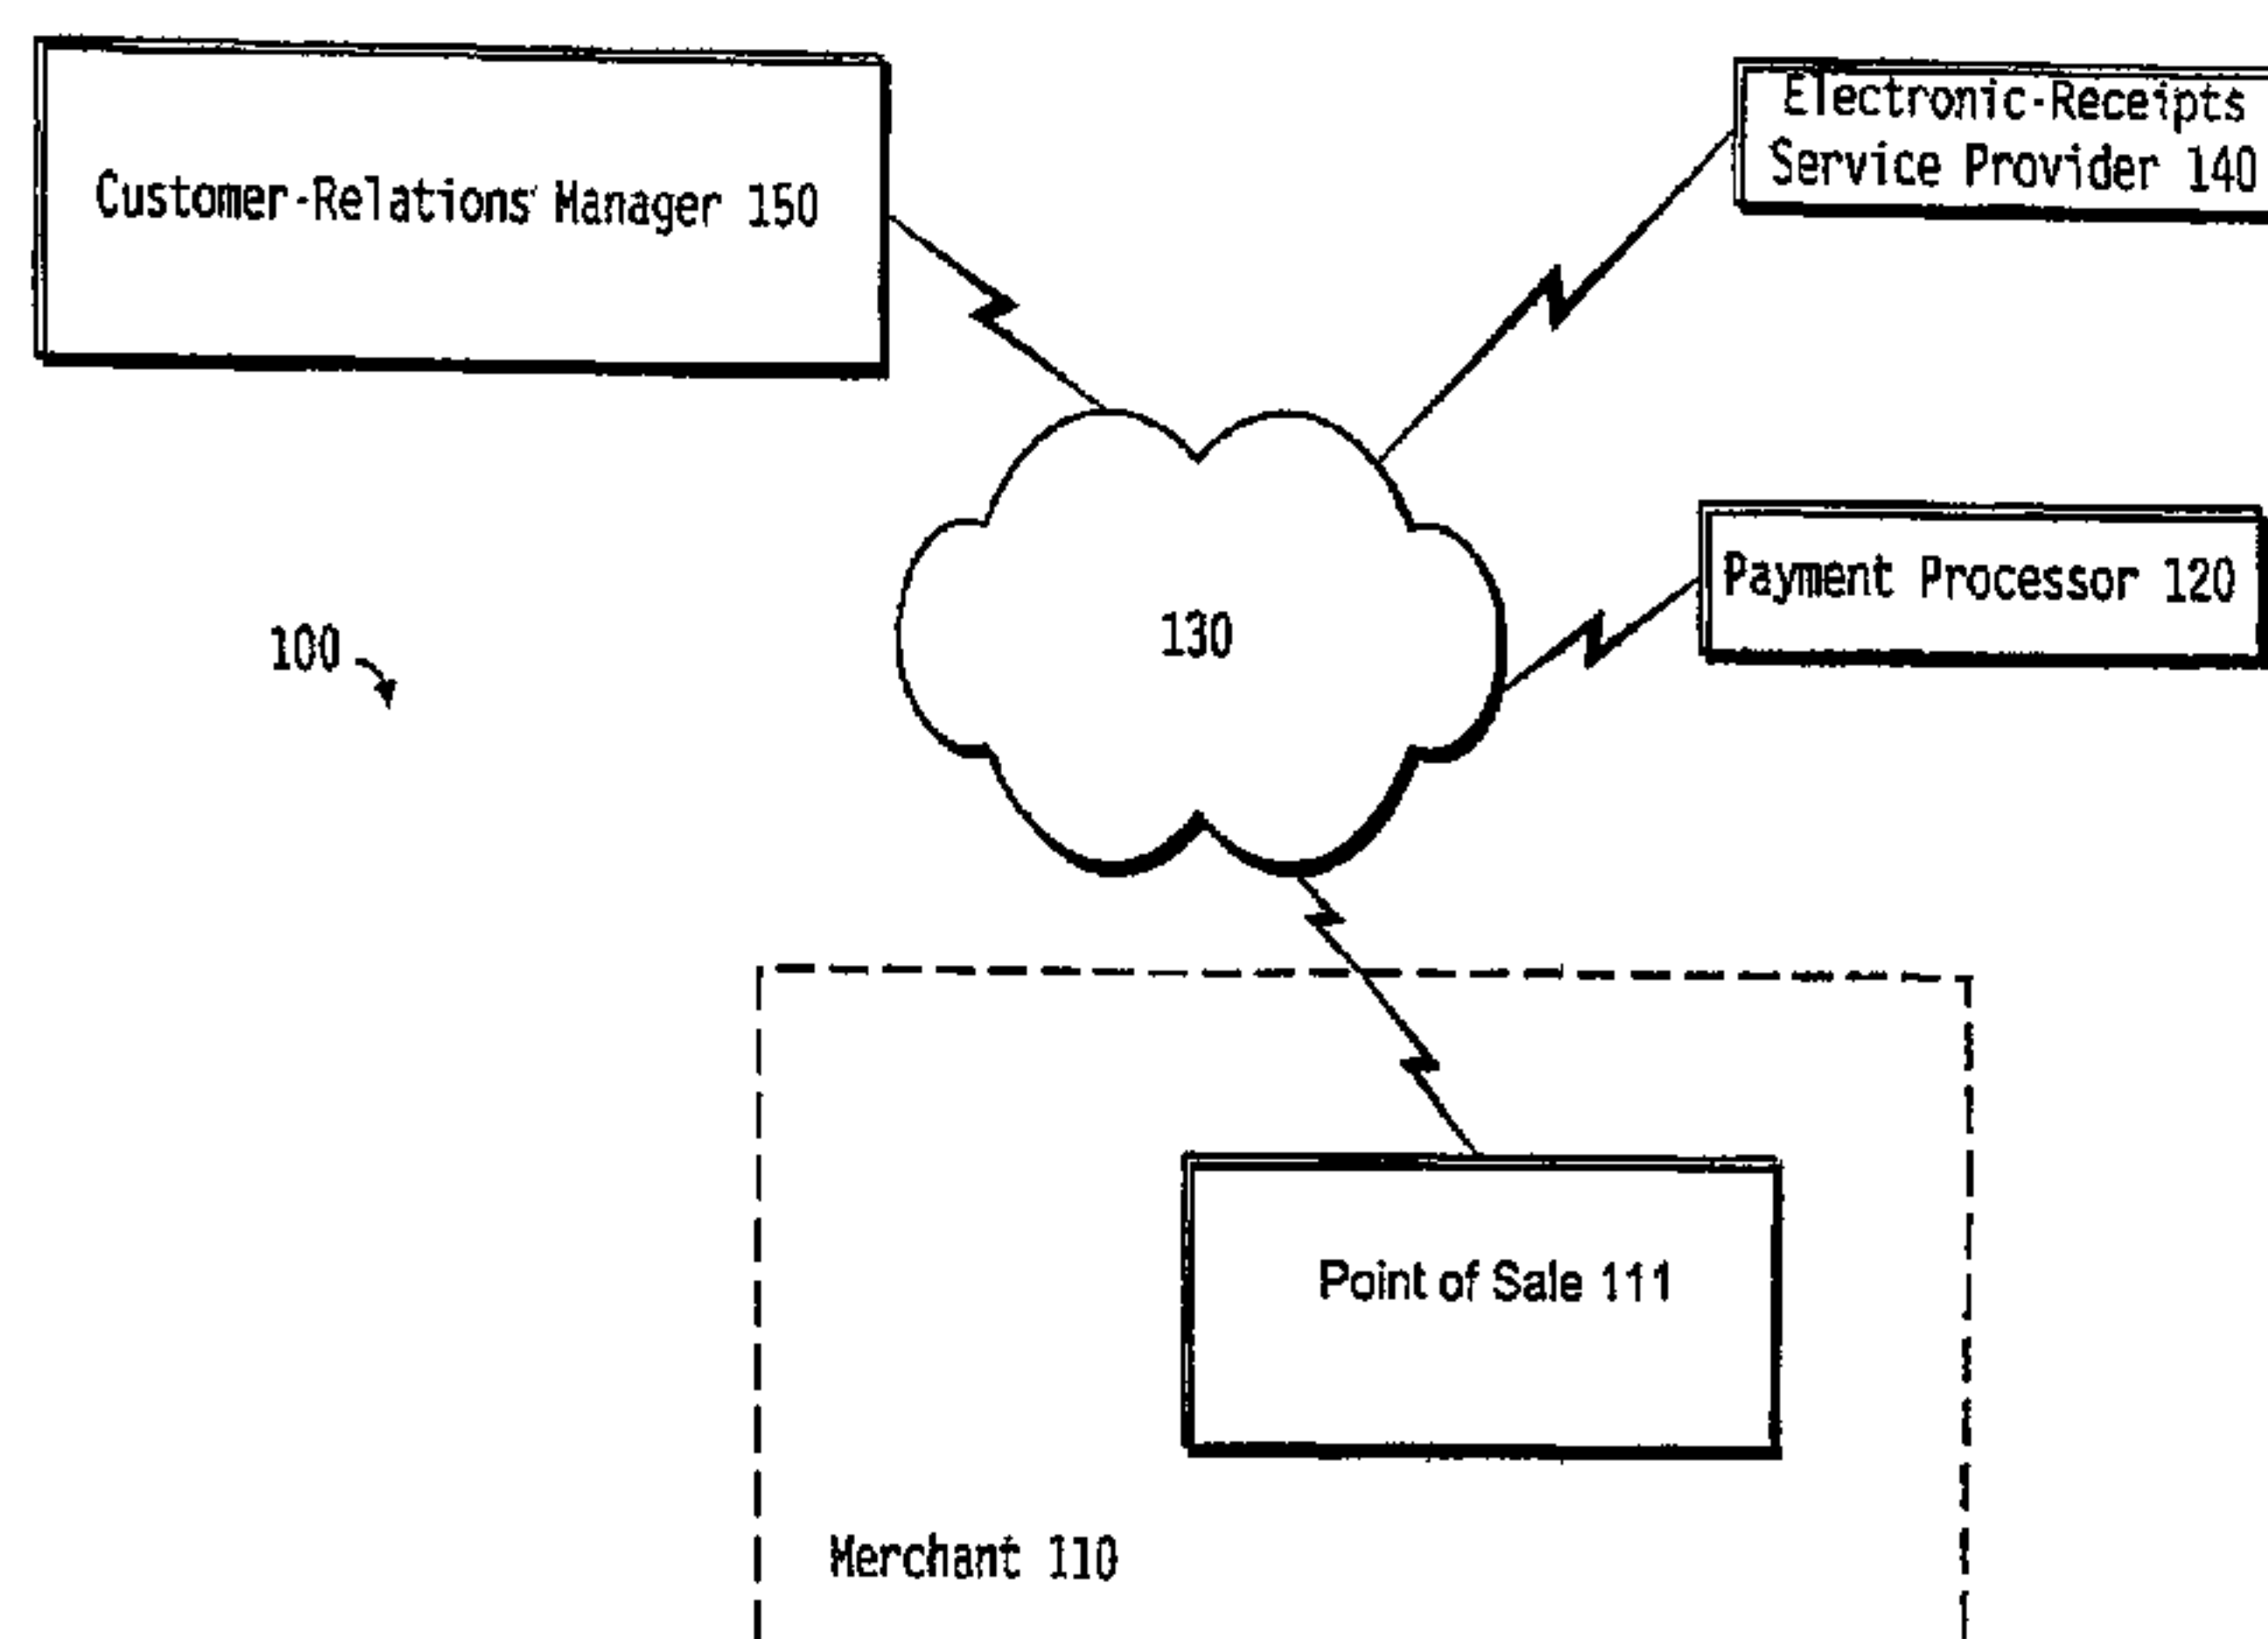 Customer-Relations Manager 150
Electronic-Receipts
Service Provider 140
Payment Processor 120
130
100
Point of Sale 111
Merchant 110